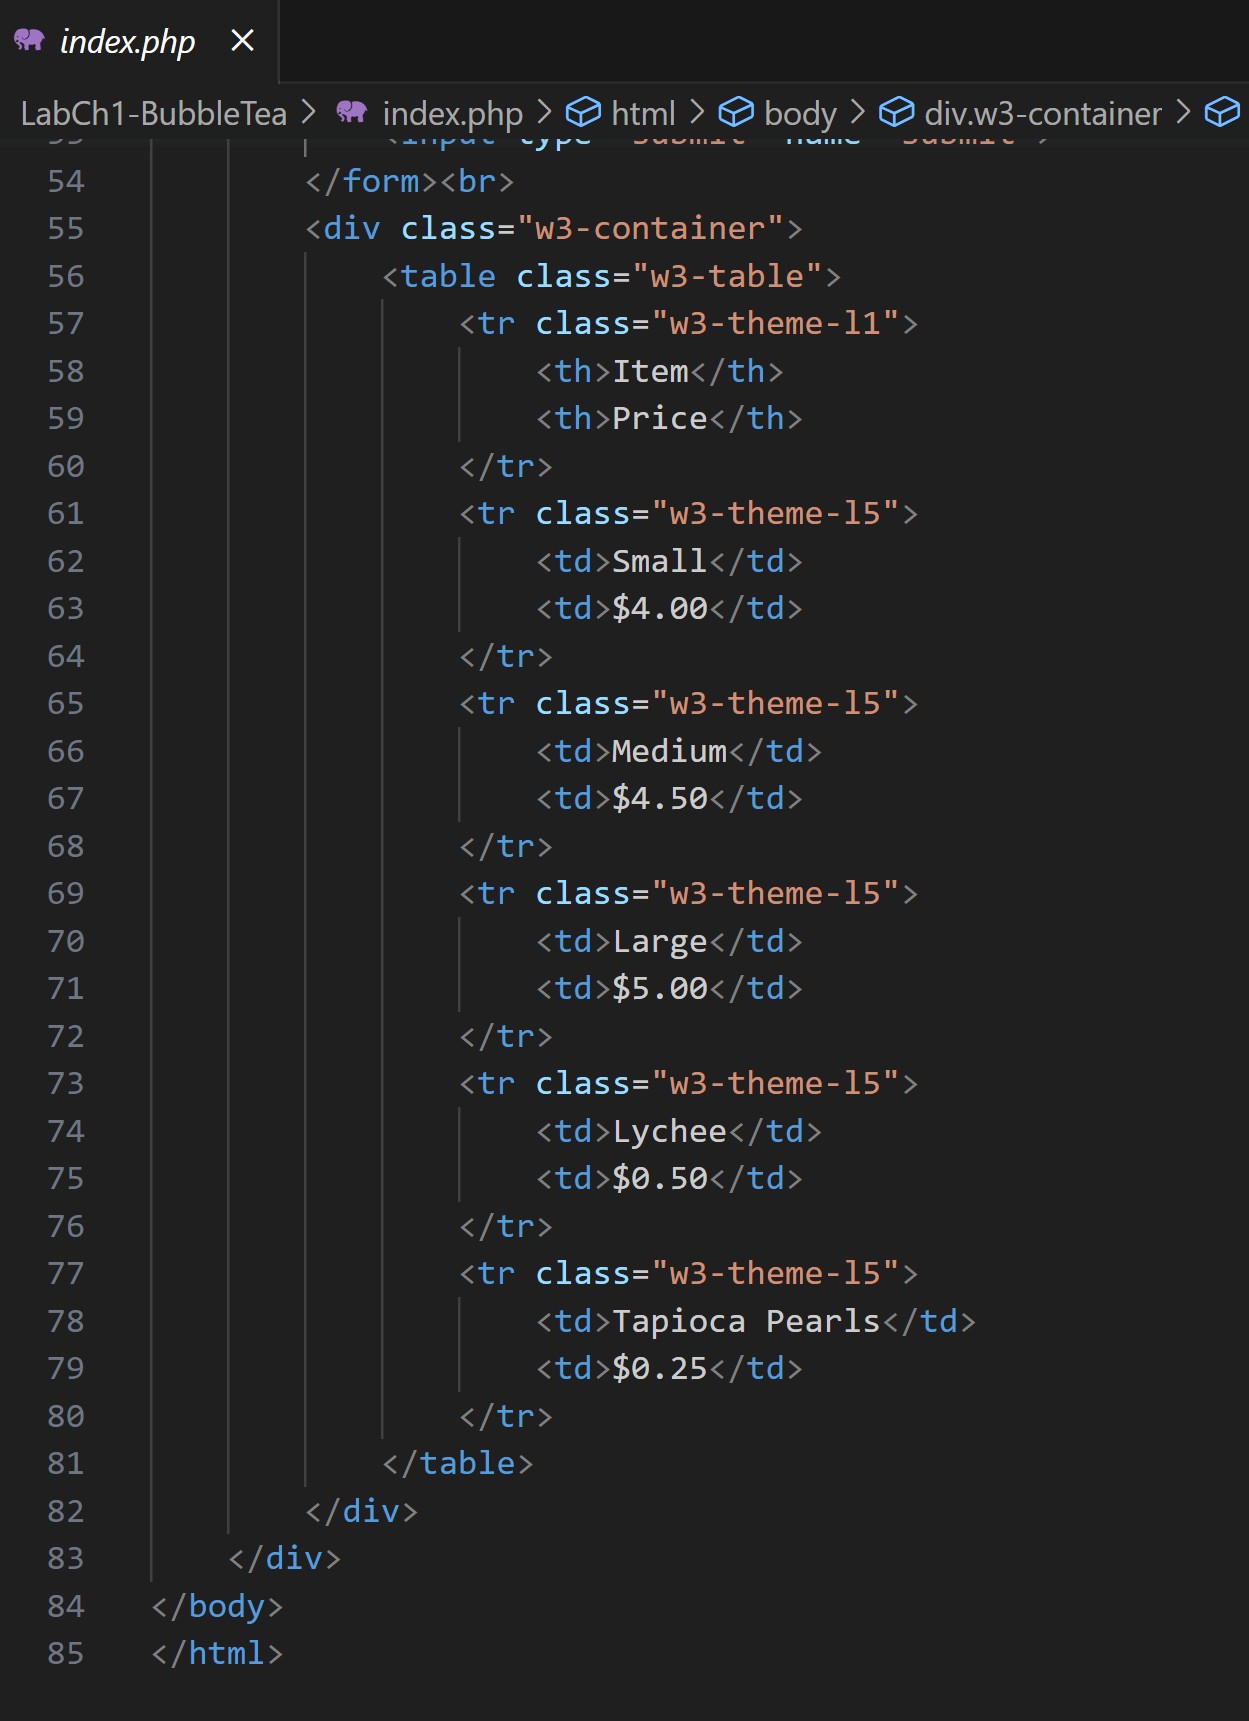 index.php
LabCh1-BubbleTea > index.php > html > body > div.w3-container >
53 <input type="submit" name="submit">
54 </form><br>
55 <div class="w3-container">
56 <table class="w3-table">
57 <tr class="w3-theme-l1">
58 <th>Item</th>
59 <th>Price</th>
60 </tr>
61 <tr class="w3-theme-l5">
62 <td>Small</td>
63 <td>$4.00</td>
64 </tr>
65 <tr class="w3-theme-l5">
66 <td>Medium</td>
67 <td>$4.50</td>
68 </tr>
69 <tr class="w3-theme-l5">
70 <td>Large</td>
71 <td>$5.00</td>
72 </tr>
73 <tr class="w3-theme-l5">
74 <td>Lychee</td>
75 <td>$0.50</td>
76 </tr>
77 <tr class="w3-theme-l5">
78 <td>Tapioca Pearls</td>
79 <td>$0.25</td>
80 </tr>
81 </table>
82 </div>
83 </div>
84 </body>
85 </html>